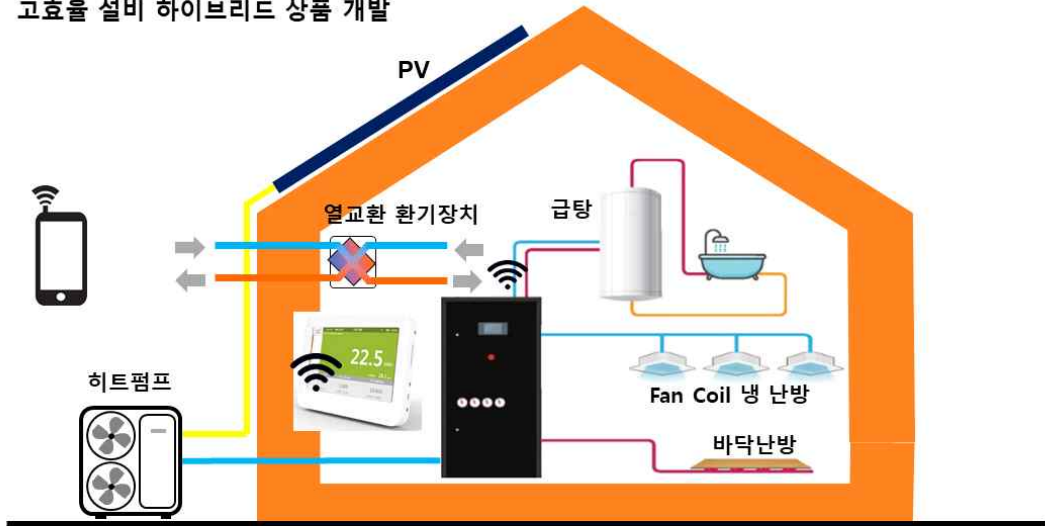 고효율 설비 하이브리드 상품 개발
PV
열교환 환기장치
급탕
22.5
히트펌프
Fan Coil 냉 난방
바닥난방